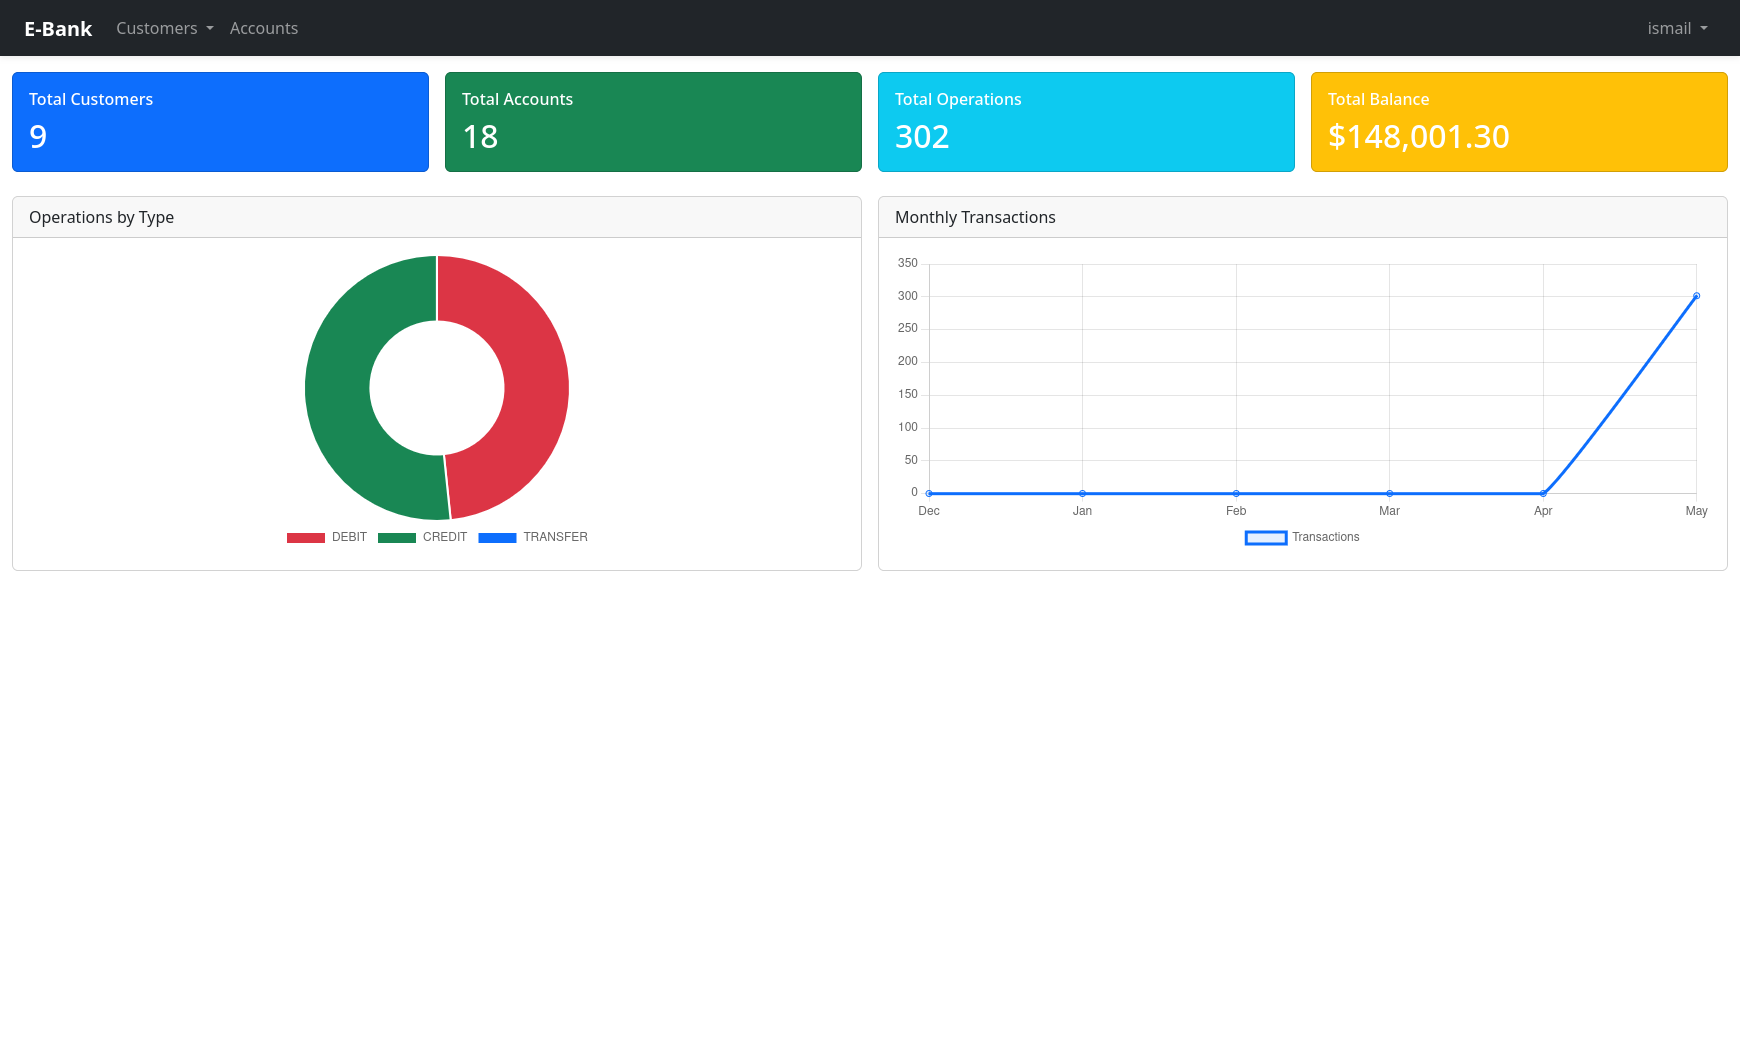 E-Bank Customers Accounts ismail
Total Customers
9
Total Accounts
18
Total Operations
302
Total Balance
$148,001.30
Operations by Type
DEBIT CREDIT TRANSFER
Monthly Transactions
350
300
250
200
150
100
50
0
Dec Jan Feb Mar Apr May
Transactions